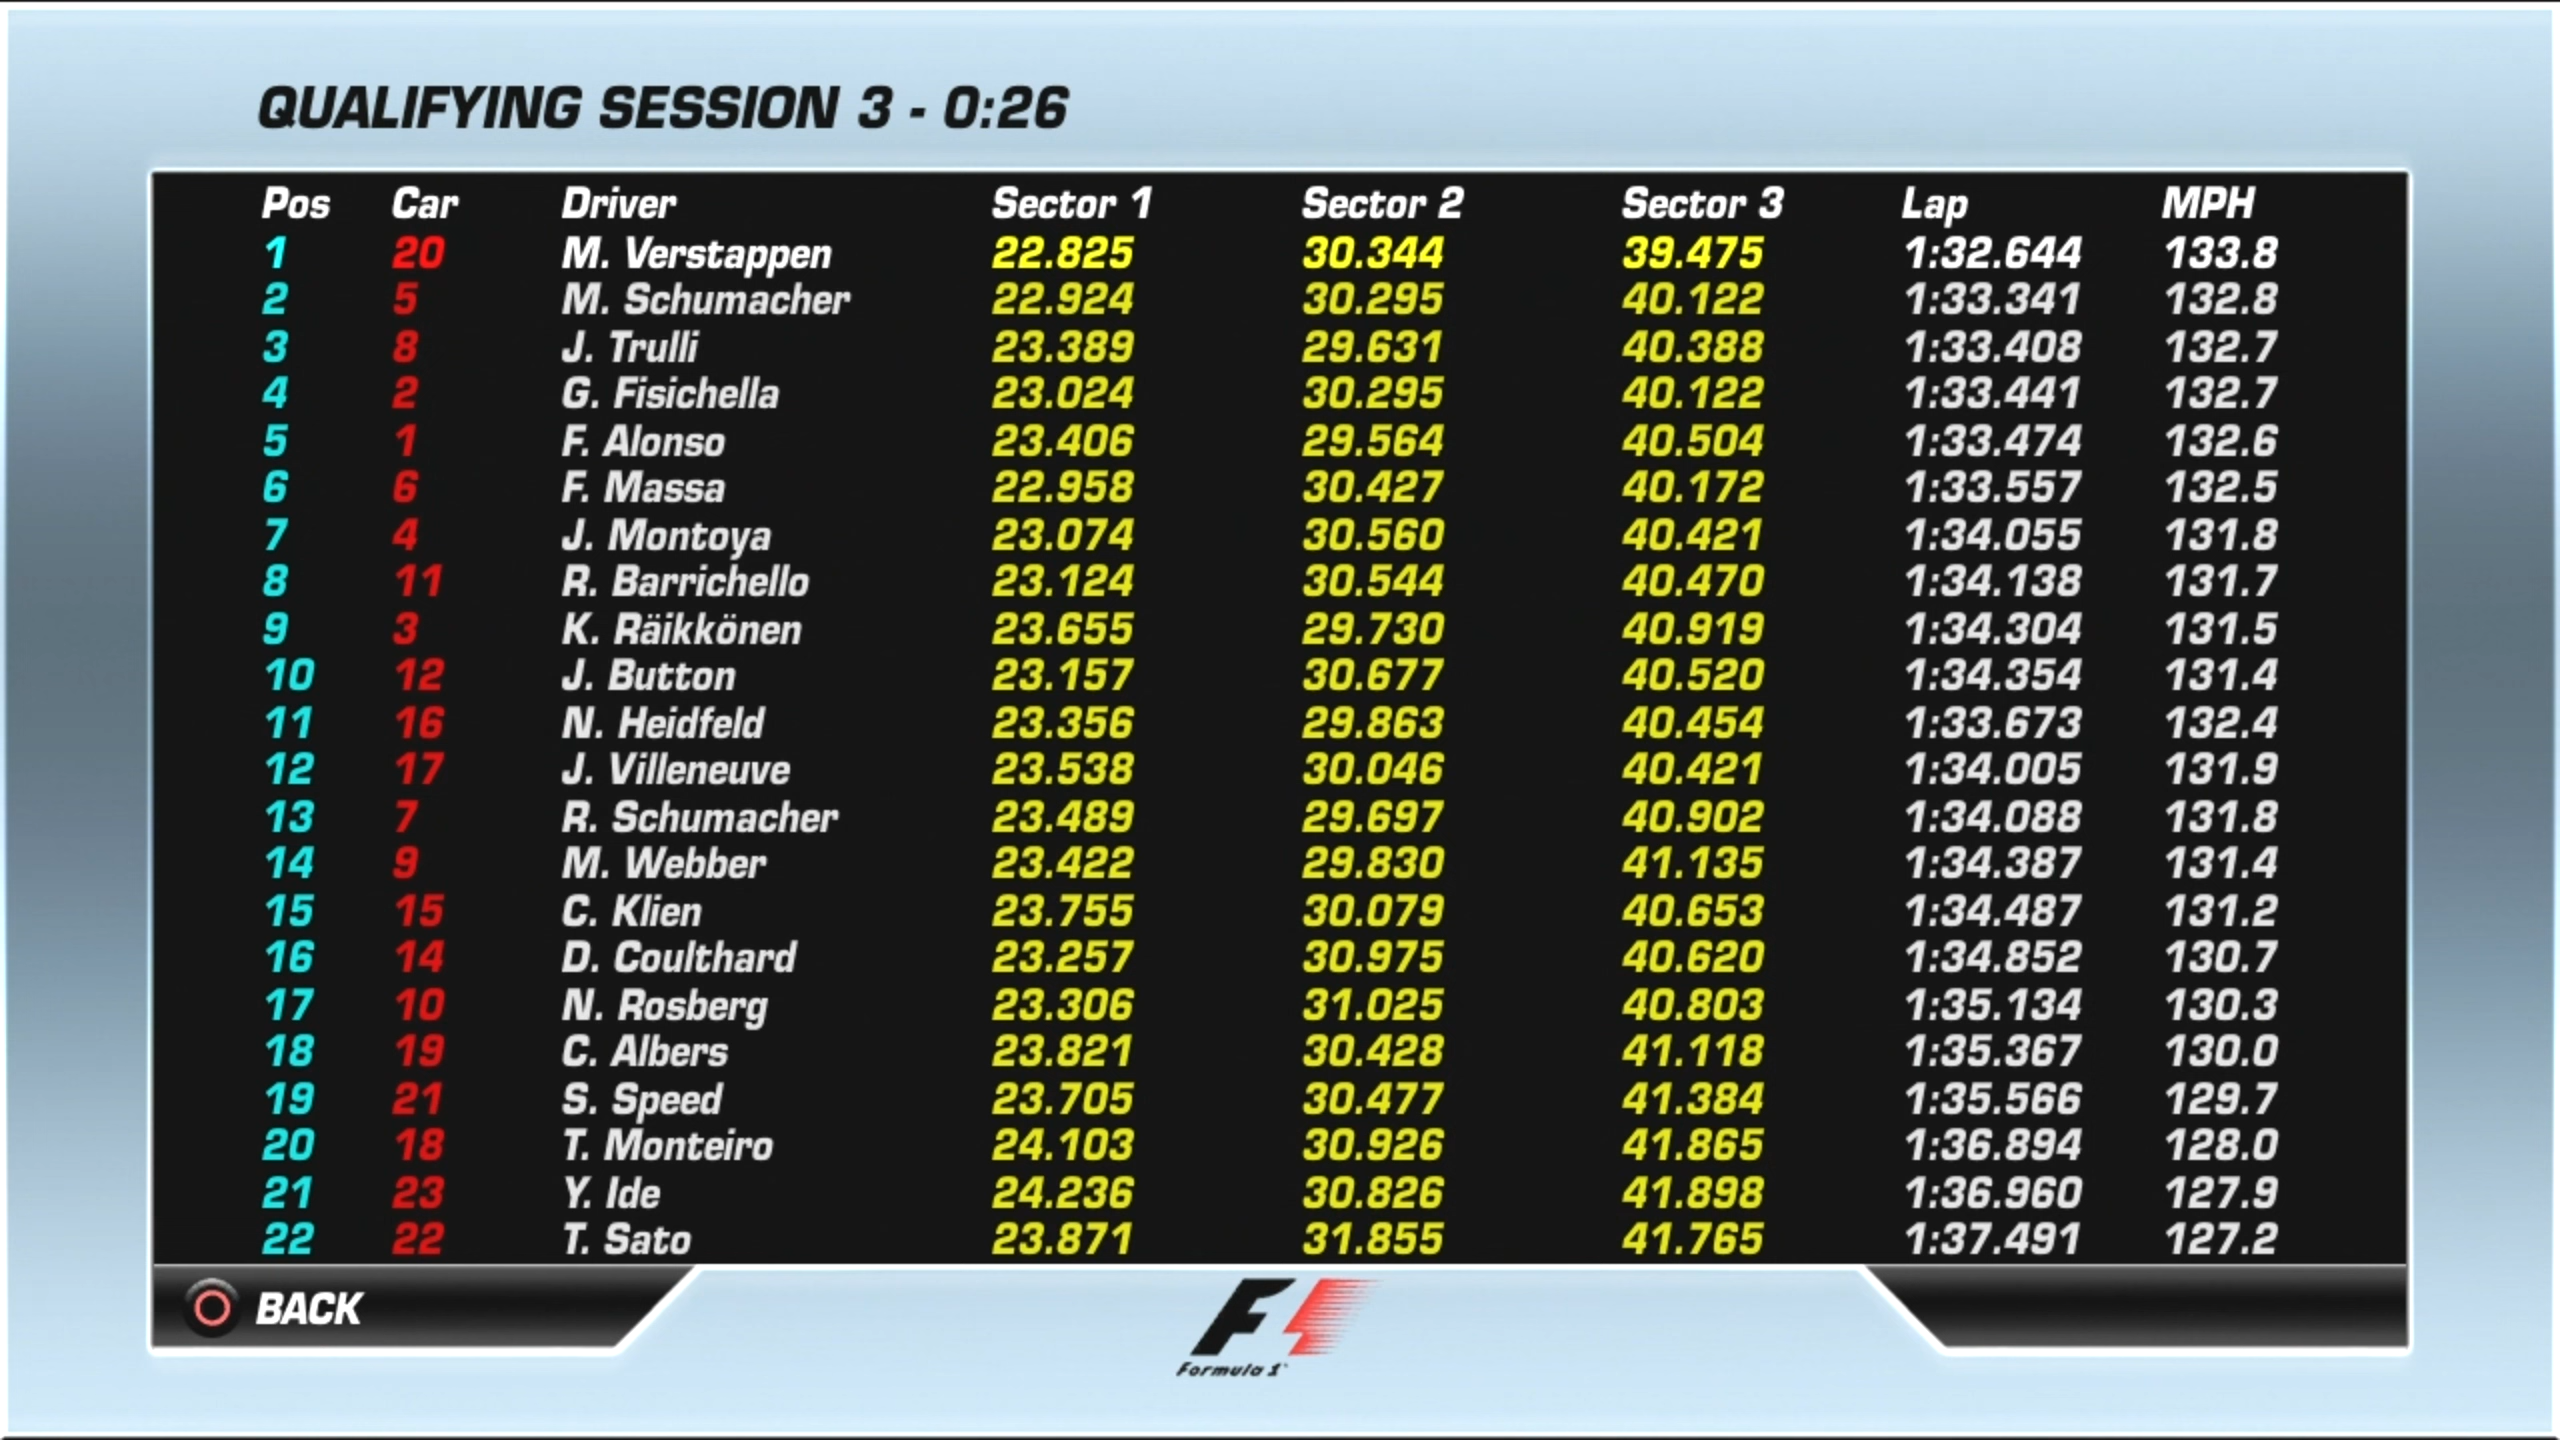 QUALIFYING SESSION 3 - 0:26
Pos Car Driver Sector 1 Sector 2 Sector 3 Lap MPH
1 20 M. Verstappen 22.825 30.344 39.475 1:32.644 133.8
2 5 M. Schumacher 22.924 30.295 40.122 1:33.341 132.8
3 8 J. Trulli 23.389 29.631 40.388 1:33.408 132.7
4 2 G. Fisichella 23.024 30.295 40.122 1:33.441 132.7
5 1 F. Alonso 23.406 29.564 40.504 1:33.474 132.6
6 6 F. Massa 22.958 30.427 40.172 1:33.557 132.5
7 4 J. Montoya 23.074 30.560 40.421 1:34.055 131.8
8 11 R. Barrichello 23.124 30.544 40.470 1:34.138 131.7
9 3 K. Räikkönen 23.655 29.730 40.919 1:34.304 131.5
10 12 J. Button 23.157 30.677 40.520 1:34.354 131.4
11 16 N. Heidfeld 23.356 29.863 40.454 1:33.673 132.4
12 17 J. Villeneuve 23.538 30.046 40.421 1:34.005 131.9
13 7 R. Schumacher 23.489 29.697 40.902 1:34.088 131.8
14 9 M. Webber 23.422 29.830 41.135 1:34.387 131.4
15 15 C. Klien 23.755 30.079 40.653 1:34.487 131.2
16 14 D. Coulthard 23.257 30.975 40.620 1:34.852 130.7
17 10 N. Rosberg 23.306 31.025 40.803 1:35.134 130.3
18 19 C. Albers 23.821 30.428 41.118 1:35.367 130.0
19 21 S. Speed 23.705 30.477 41.384 1:35.566 129.7
20 18 T. Monteiro 24.103 30.926 41.865 1:36.894 128.0
21 23 Y. Ide 24.236 30.826 41.898 1:36.960 127.9
22 22 T. Sato 23.871 31.855 41.765 1:37.491 127.2
BACK
F1
Formula 1